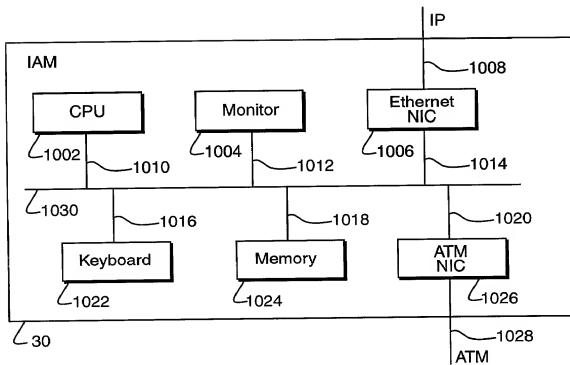 IP
IAM
1008
CPU
Monitor
Ethernet
NIC
1002
1010
1004
1012
1006
1014
1030
1016
1018
1020
Keyboard
Memory
ATM
NIC
1022
1024
1026
30
1028
ATM